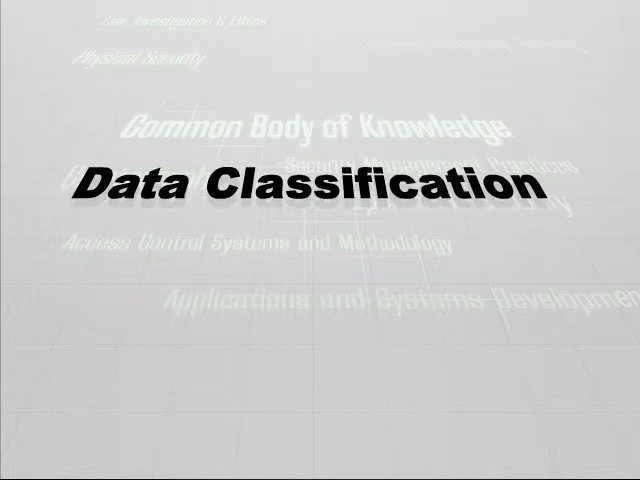 Law, Investigation & Ethics
Physical Security
Common Body of Knowledge
Security Management Practices
Data Classification
Access Control Systems and Methodology
Applications and Systems Developmen